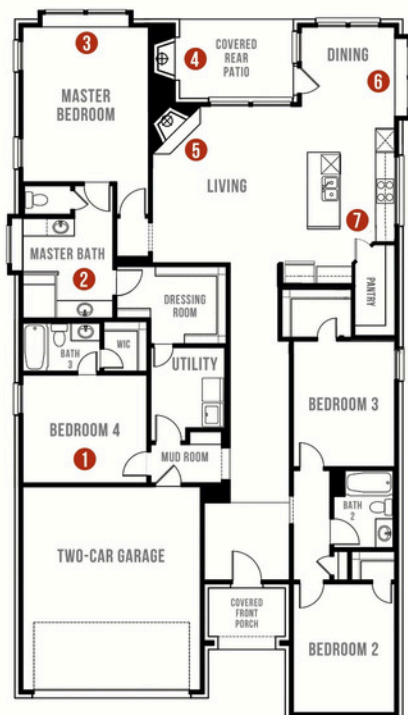 3
MASTER
BEDROOM
4
COVERED
REAR
PATIO
DINING
6
5
LIVING
7
MASTER BATH
2
DRESSING
ROOM
PANTRY
BATH
3
WIC
UTILITY
BEDROOM 4
1
MUD ROOM
BEDROOM 3
BATH
2
TWO-CAR GARAGE
COVERED
FRONT
PORCH
BEDROOM 2